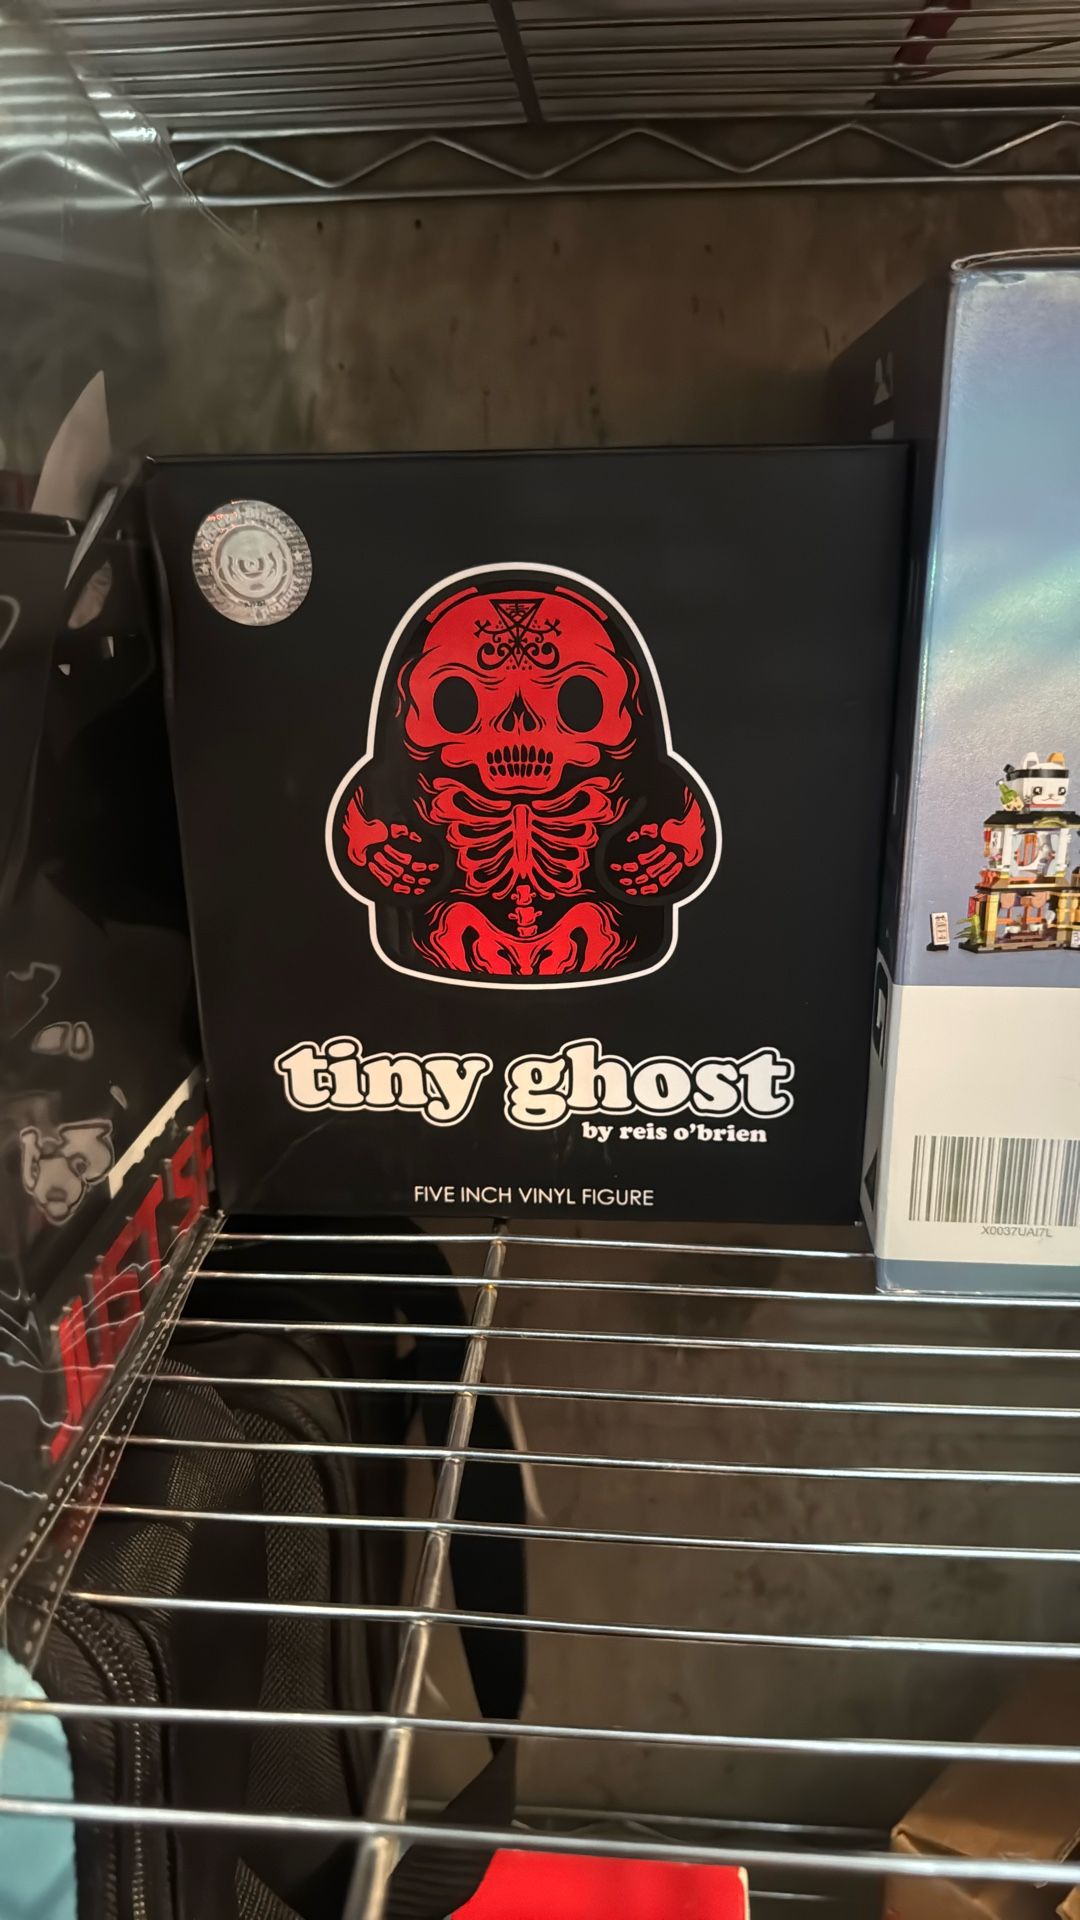 tiny ghost
by reis o'brien
FIVE INCH VINYL FIGURE
X0037UAI7L